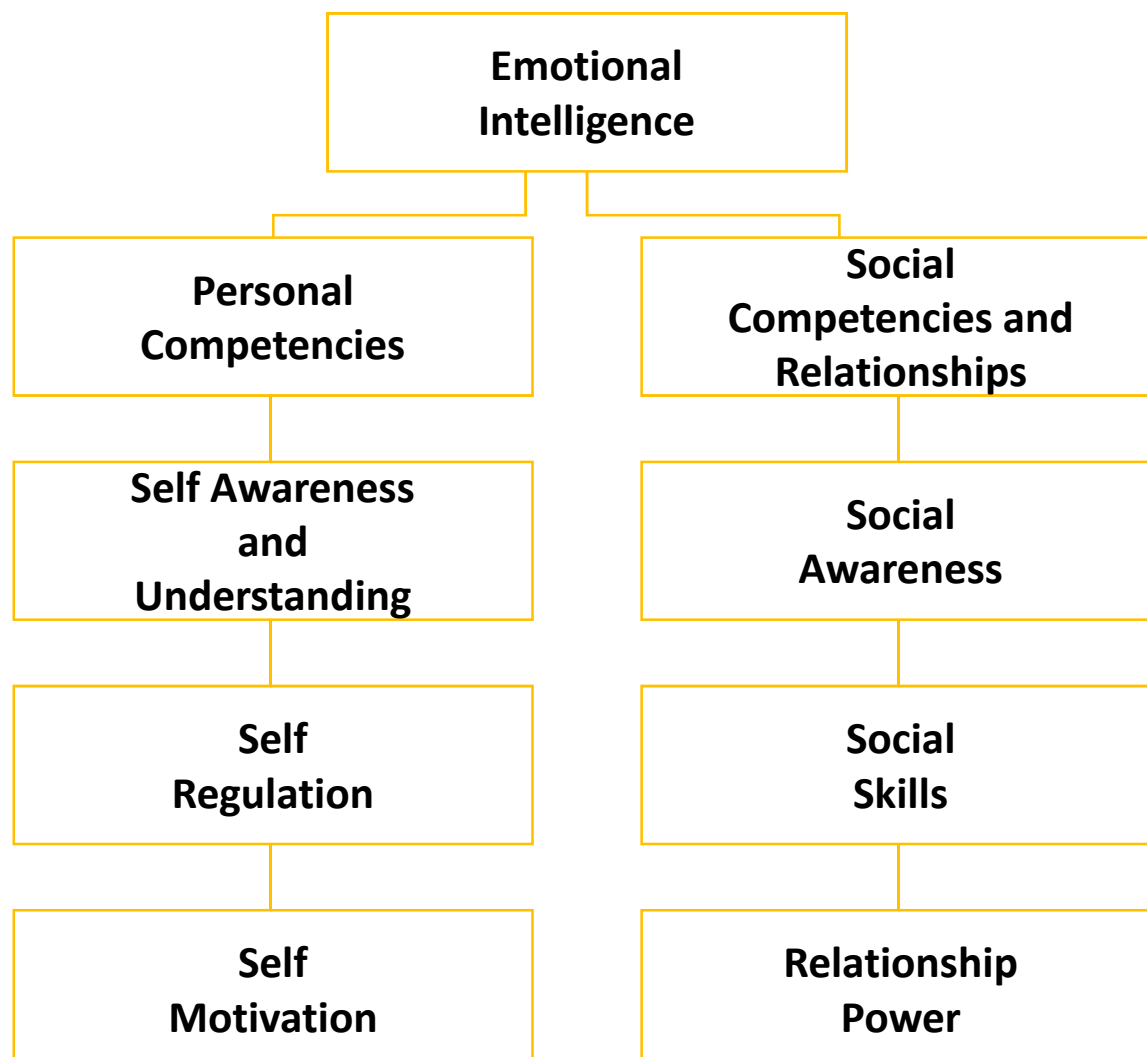 Emotional
Intelligence
Personal
Competencies
Social
Competencies and
Relationships
Self Awareness
and
Understanding
Social
Awareness
Self
Regulation
Social
Skills
Self
Motivation
Relationship
Power